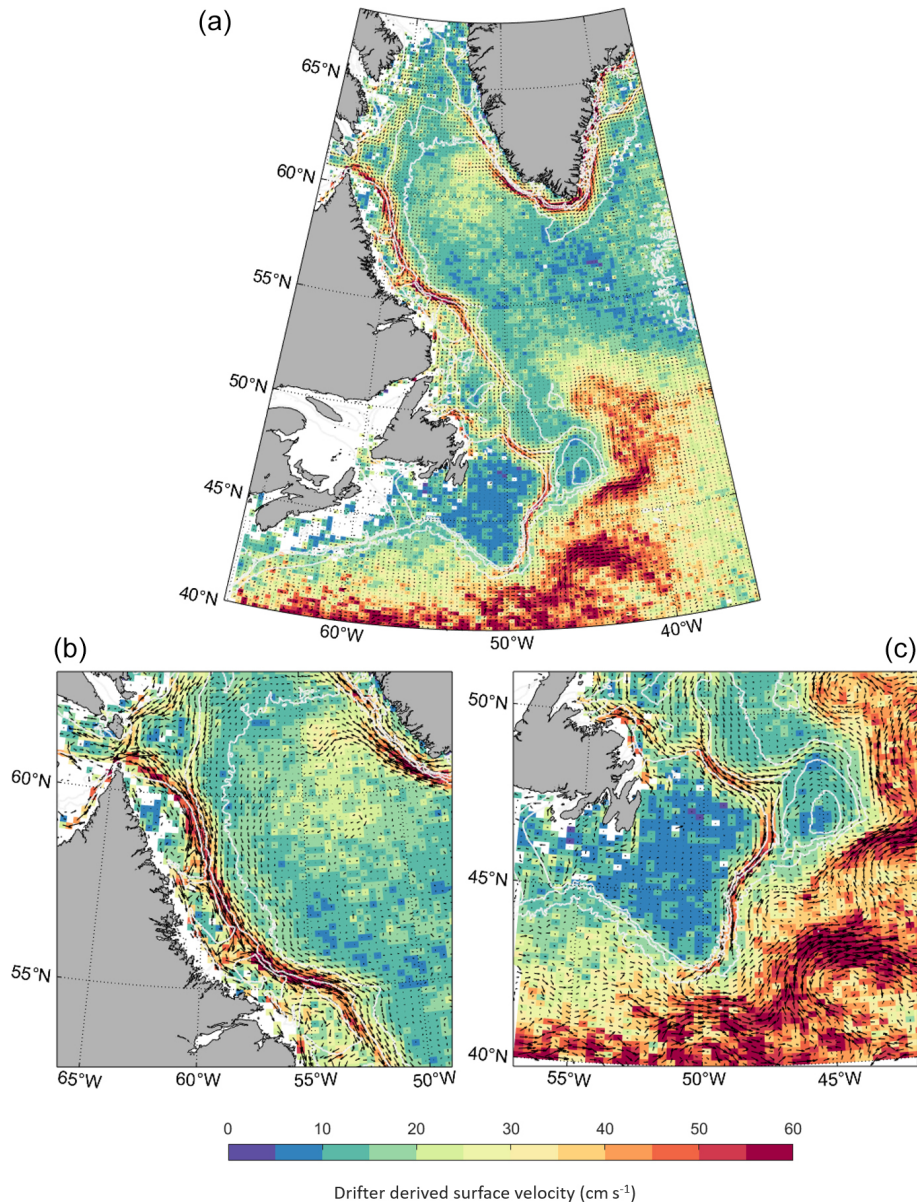 (a)
65°N
60°N
55°N
50°N
45°N
40°N
60°W 50°W 40°W
(b) (c)
60°N
55°N
65°W 60°W 55°W 50°W
50°N
45°N
40°N
55°W 50°W 45°W
0 10 20 30 40 50 60
Drifter derived surface velocity (cm s⁻¹)